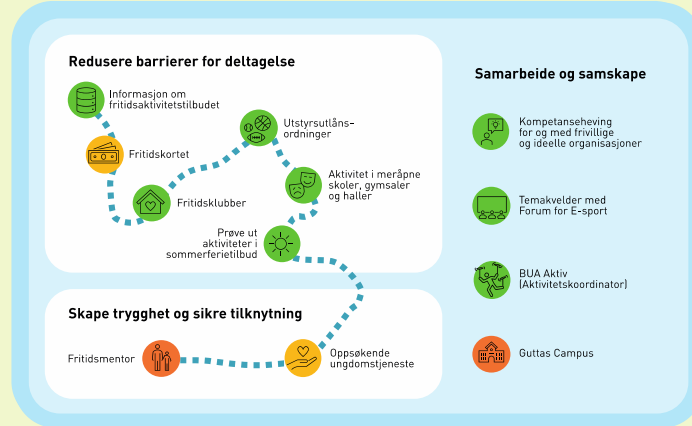 Redusere barrierer for deltagelse
Informasjon om
fritidsaktivitetstilbudet
Fritidskortet
Fritidsklubber
Utstyrsutlåns–
ordninger
Aktivitet i meråpne
skoler, gymsaler
og haller
Prøve ut
aktiviteter i
sommerferietilbud
Skape trygghet og sikre tilknytning
Fritidsmentor
Oppsøkende
ungdomstjeneste
Samarbeide og samskape
Kompetanseheving
for og med frivillige
og ideelle organisasjoner
Temakvelder med
Forum for E-sport
BUA Aktiv
(Aktivitetskoordinator)
Guttas Campus